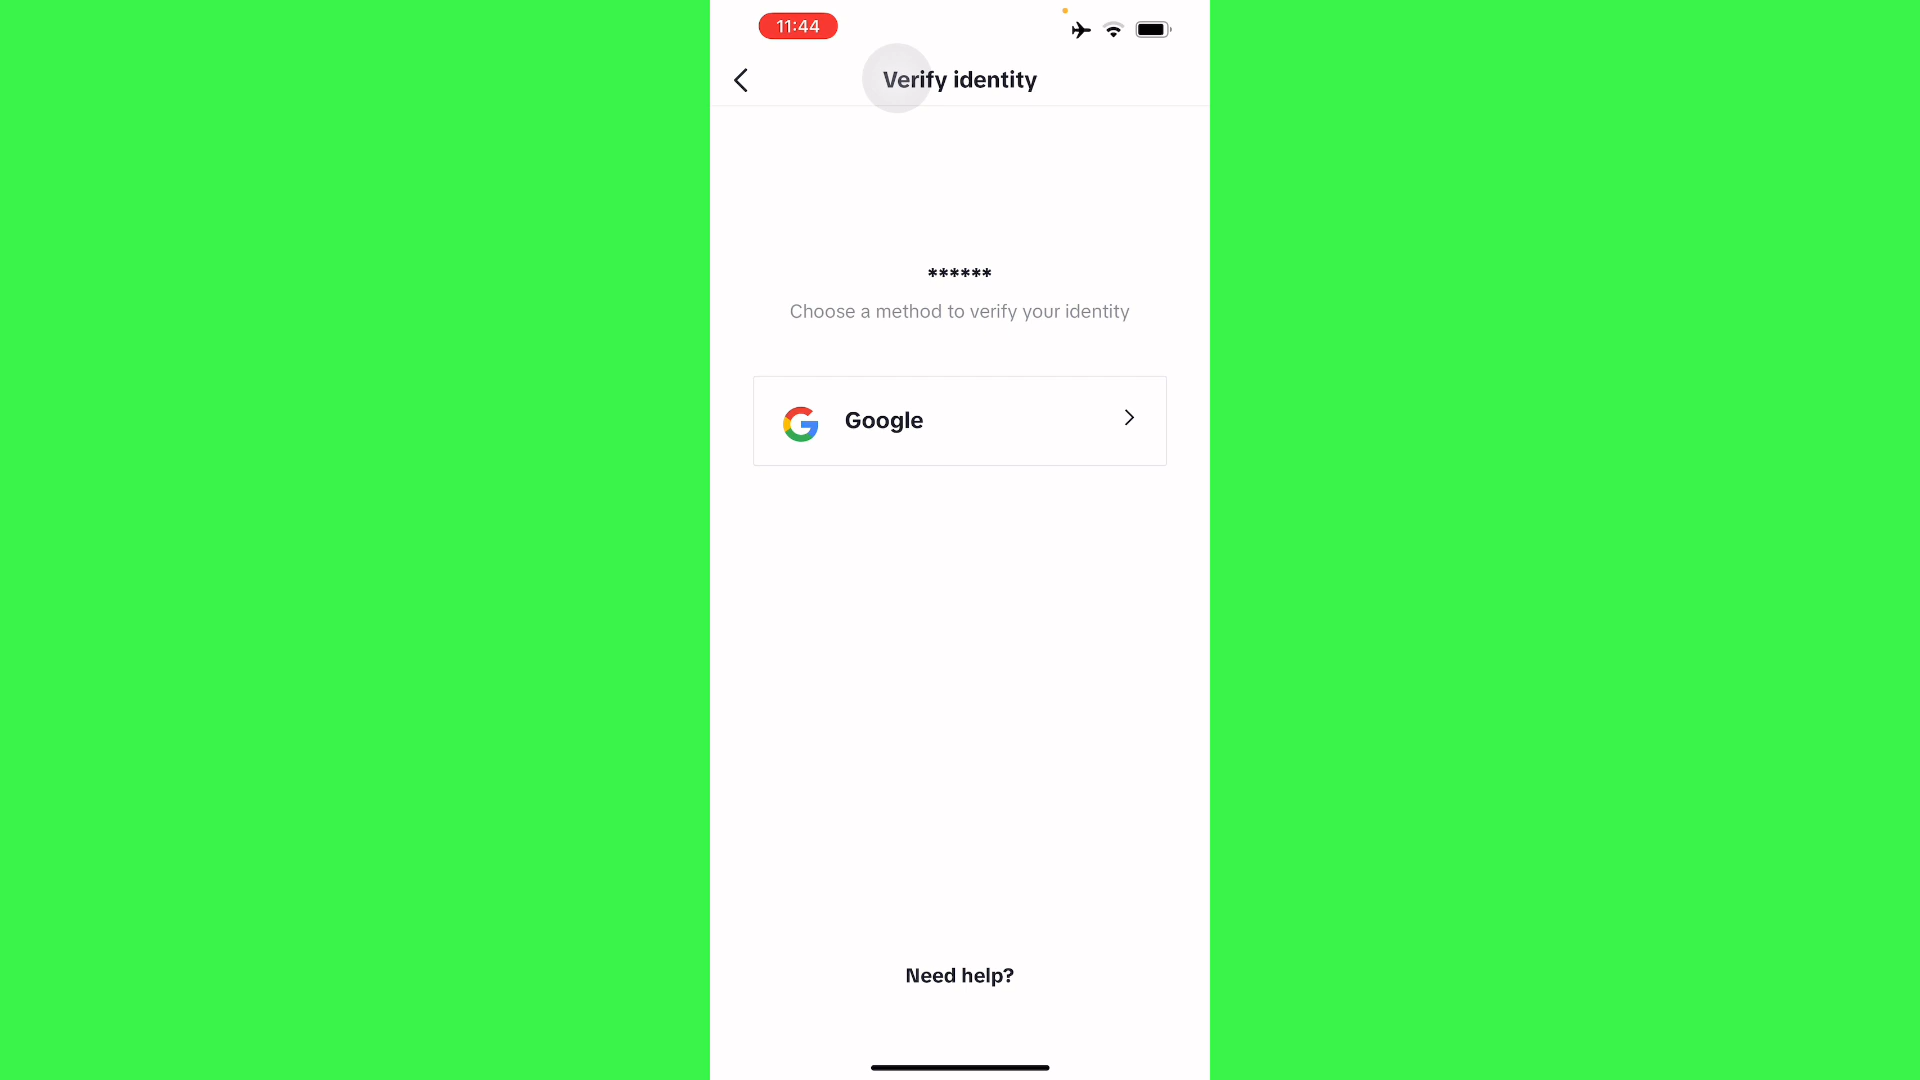 11:44
Verify identity
******
Choose a method to verify your identity
Google
Need help?